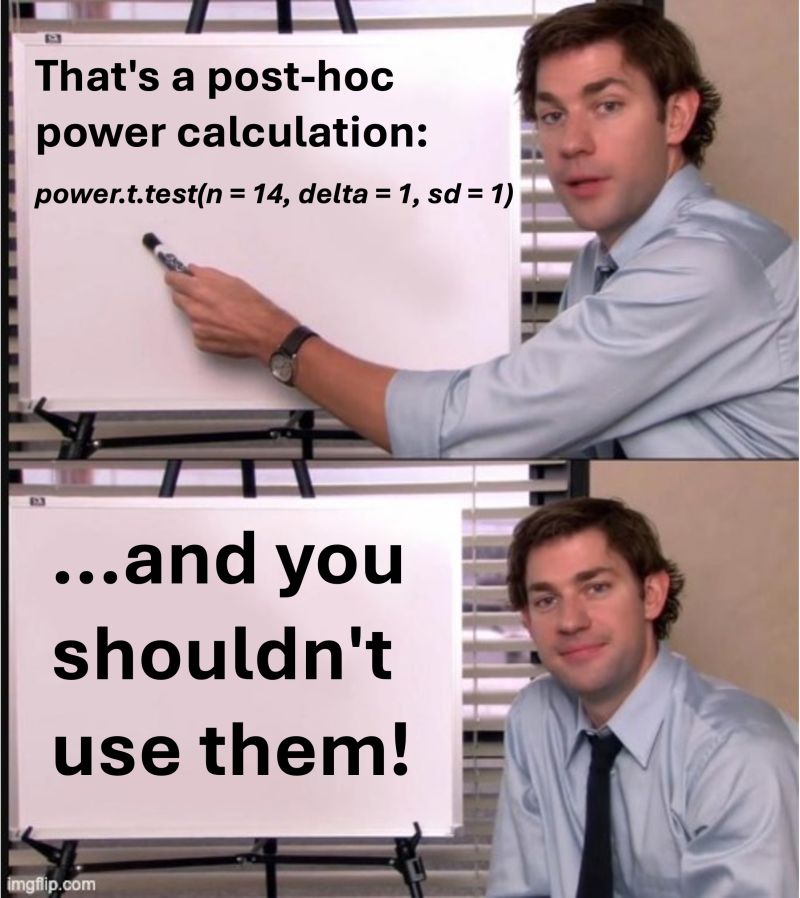 That's a post-hoc
power calculation:
power.t.test(n = 14, delta = 1, sd = 1)
...and you
shouldn't
use them!
imgflip.com